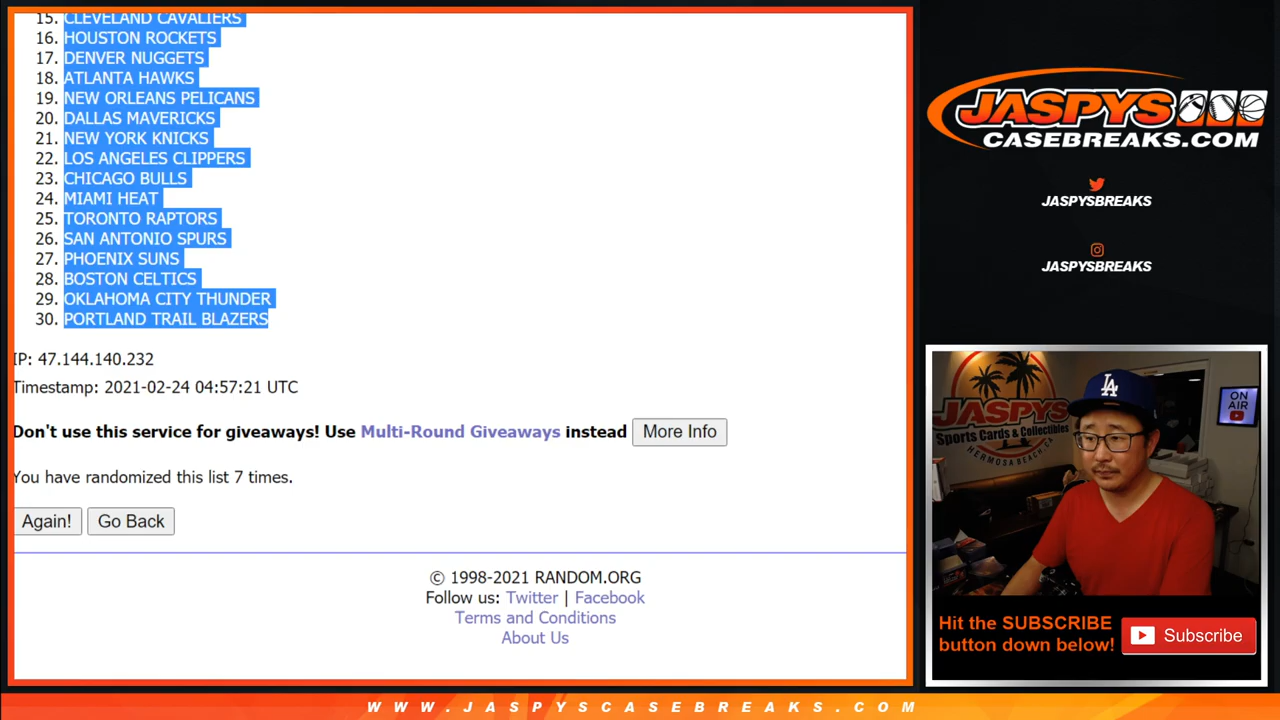 15. CLEVELAND CAVALIERS
16. HOUSTON ROCKETS
17. DENVER NUGGETS
18. ATLANTA HAWKS
19. NEW ORLEANS PELICANS
20. DALLAS MAVERICKS
21. NEW YORK KNICKS
22. LOS ANGELES CLIPPERS
23. CHICAGO BULLS
24. MIAMI HEAT
25. TORONTO RAPTORS
26. SAN ANTONIO SPURS
27. PHOENIX SUNS
28. BOSTON CELTICS
29. OKLAHOMA CITY THUNDER
30. PORTLAND TRAIL BLAZERS
IP: 47.144.140.232
Timestamp: 2021-02-24 04:57:21 UTC
Don't use this service for giveaways! Use Multi-Round Giveaways instead More Info
You have randomized this list 7 times.
Again! Go Back
© 1998-2021 RANDOM.ORG
Follow us: Twitter | Facebook
Terms and Conditions
About Us
JASPYS
CASEBREAKS.COM
JASPYSBREAKS
JASPYSBREAKS
JASPYS
Sports Cards & Collectibles
HERMOSA BEACH, CA
LA
ON
AIR
Hit the SUBSCRIBE
button down below!
Subscribe
WWW.JASPYSCASEBREAKS.COM